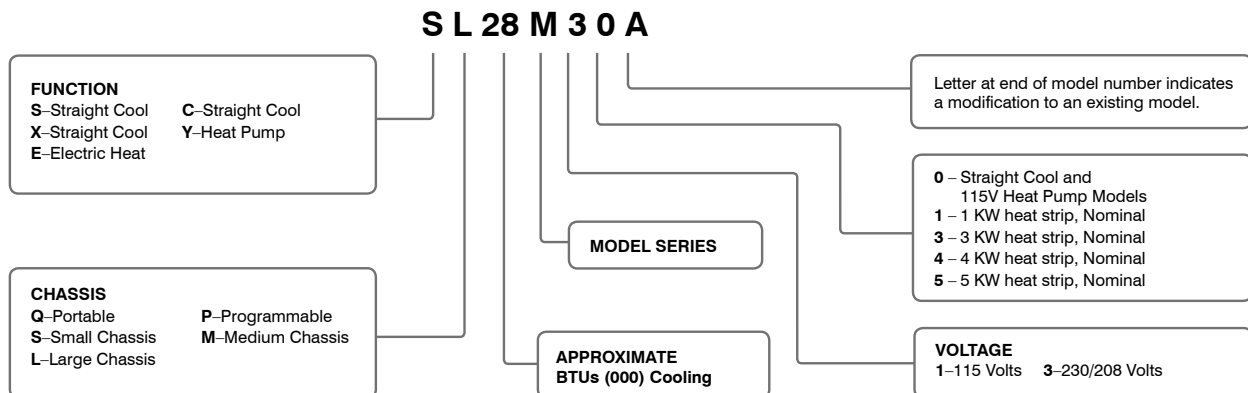 S L 28 M 3 0 A
FUNCTION
S–Straight Cool C–Straight Cool
X–Straight Cool Y–Heat Pump
E–Electric Heat
CHASSIS
Q–Portable P–Programmable
S–Small Chassis M–Medium Chassis
L–Large Chassis
MODEL SERIES
APPROXIMATE
BTUs (000) Cooling
Letter at end of model number indicates
a modification to an existing model.
0 – Straight Cool and
115V Heat Pump Models
1 – 1 KW heat strip, Nominal
3 – 3 KW heat strip, Nominal
4 – 4 KW heat strip, Nominal
5 – 5 KW heat strip, Nominal
VOLTAGE
1–115 Volts 3–230/208 Volts